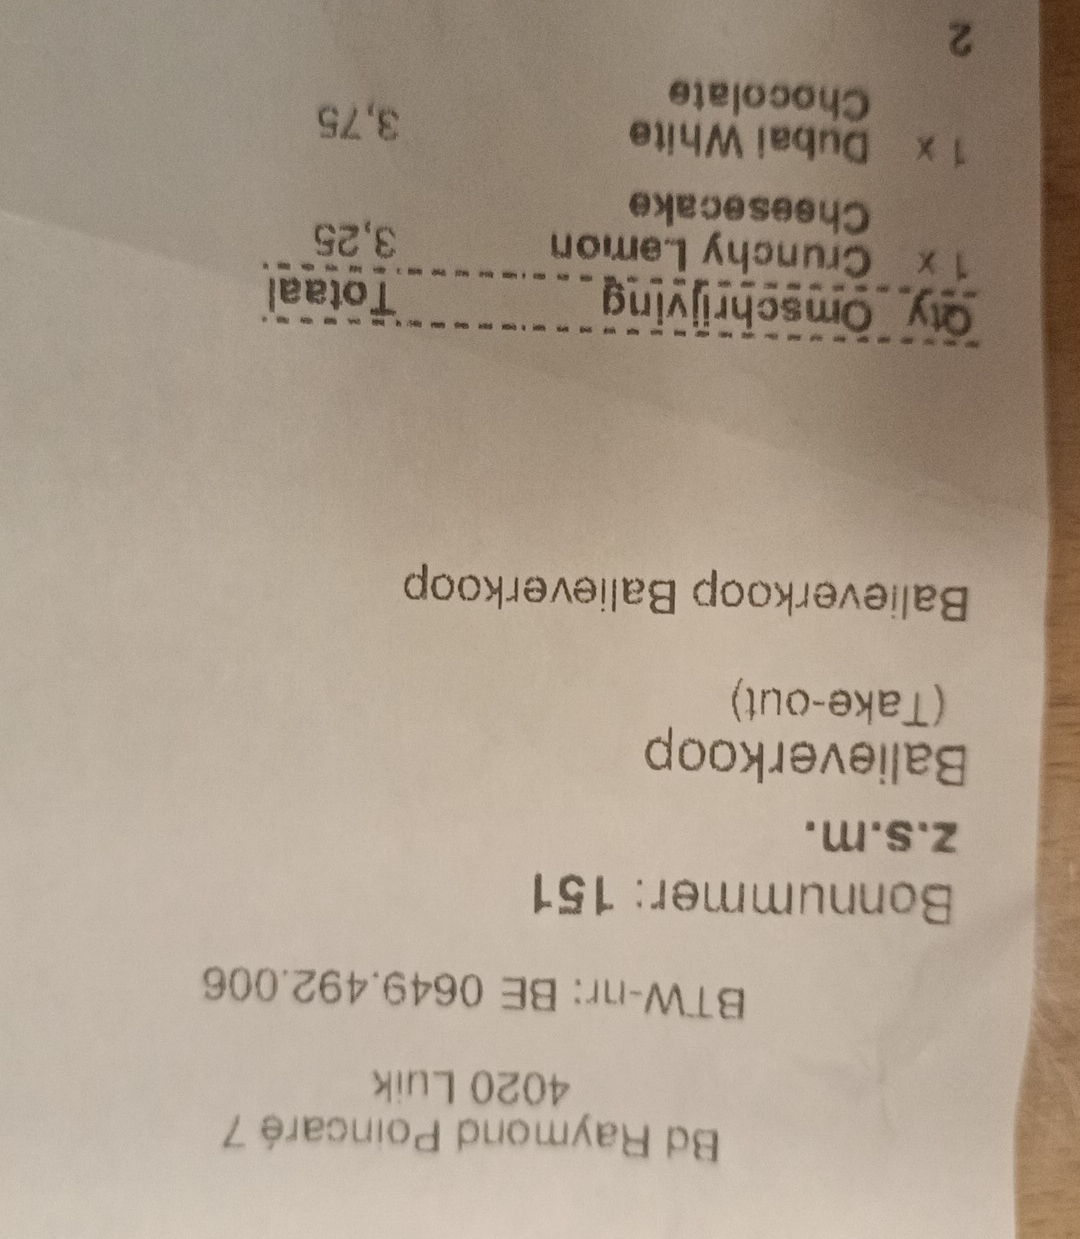 Bd Raymond Poincaré 7
4020 Luik
BTW-nr: BE 0649.492.006
Bonnummer: 151
z.s.m.
Balieverkoop
(Take-out)
Balieverkoop Balieverkoop
Qty Omschrijving Totaal
1 x Crunchy Lemon 3,25
Cheesecake
1 x Dubai White 3,75
Chocolate
2